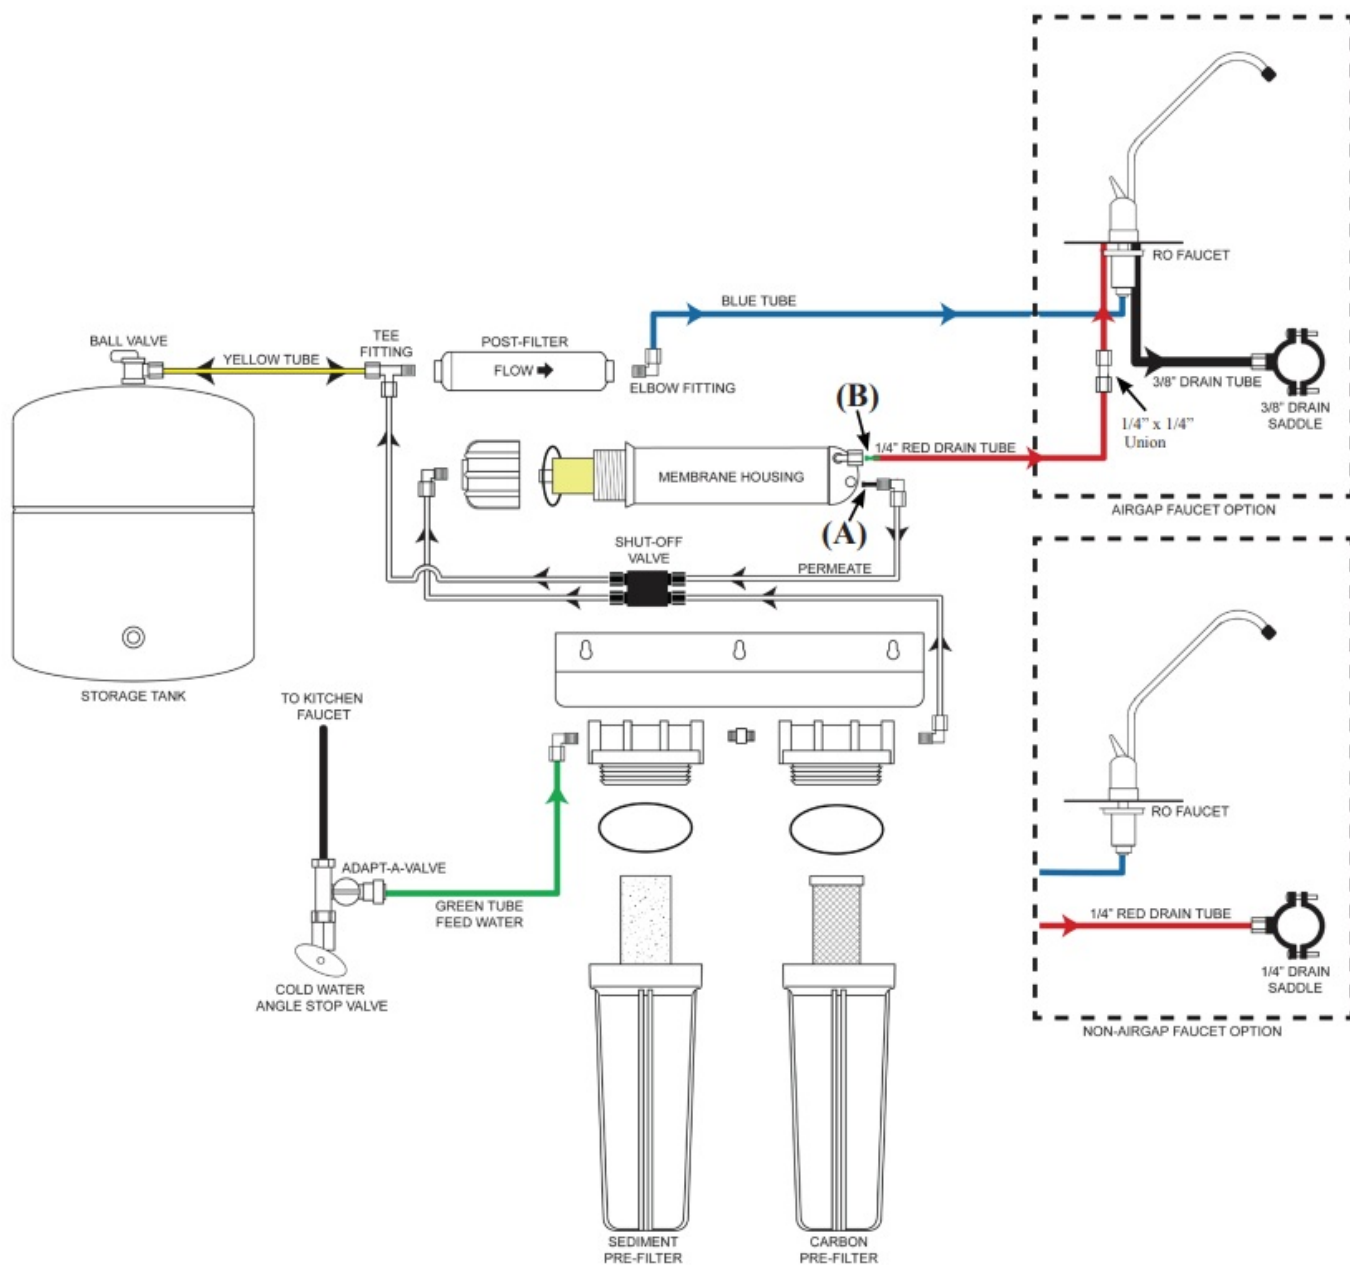 BALL VALVE
YELLOW TUBE
TEE
FITTING
POST-FILTER
FLOW
ELBOW FITTING
BLUE TUBE
RO FAUCET
3/8" DRAIN TUBE
3/8" DRAIN
SADDLE
1/4" x 1/4"
Union
AIRGAP FAUCET OPTION
(B)
1/4" RED DRAIN TUBE
MEMBRANE HOUSING
(A)
SHUT-OFF
VALVE
PERMEATE
STORAGE TANK
TO KITCHEN
FAUCET
ADAPT-A-VALVE
GREEN TUBE
FEED WATER
COLD WATER
ANGLE STOP VALVE
SEDIMENT
PRE-FILTER
CARBON
PRE-FILTER
RO FAUCET
1/4" RED DRAIN TUBE
1/4" DRAIN
SADDLE
NON-AIRGAP FAUCET OPTION